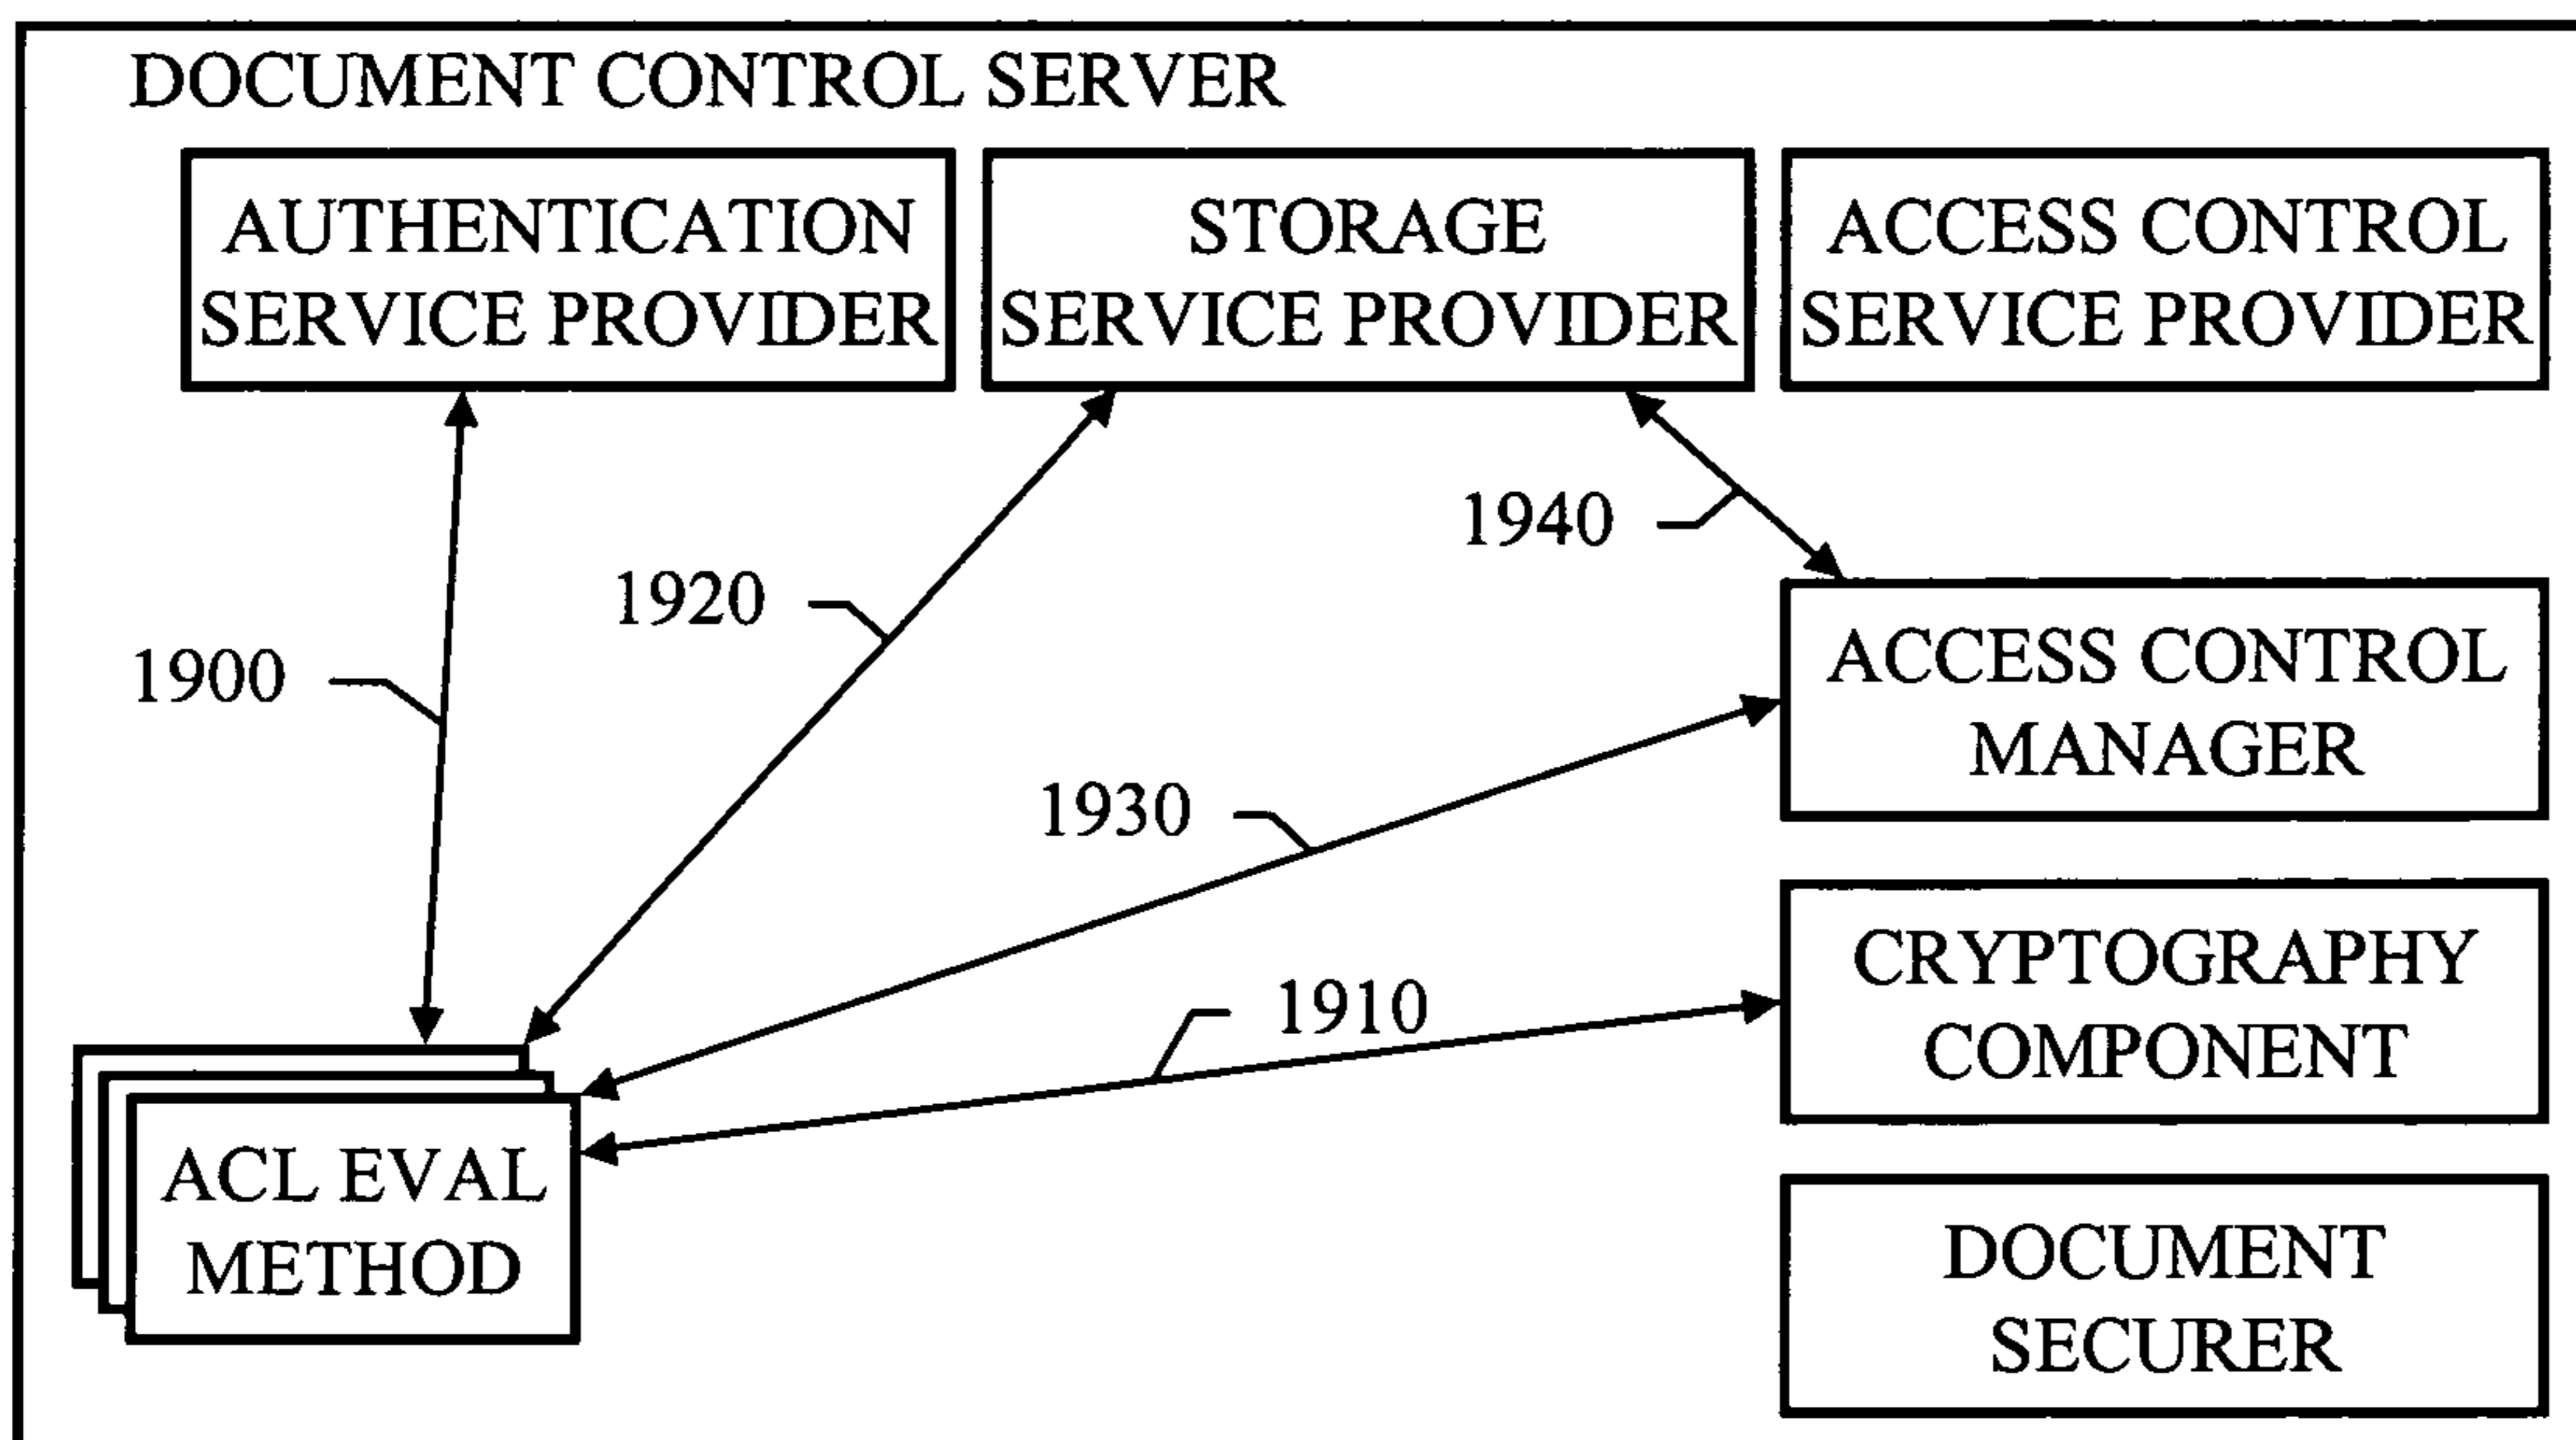 DOCUMENT CONTROL SERVER
AUTHENTICATION
SERVICE PROVIDER
STORAGE
SERVICE PROVIDER
ACCESS CONTROL
SERVICE PROVIDER
1940
1920
1900
ACCESS CONTROL
MANAGER
1930
CRYPTOGRAPHY
COMPONENT
1910
ACL EVAL
METHOD
DOCUMENT
SECURER